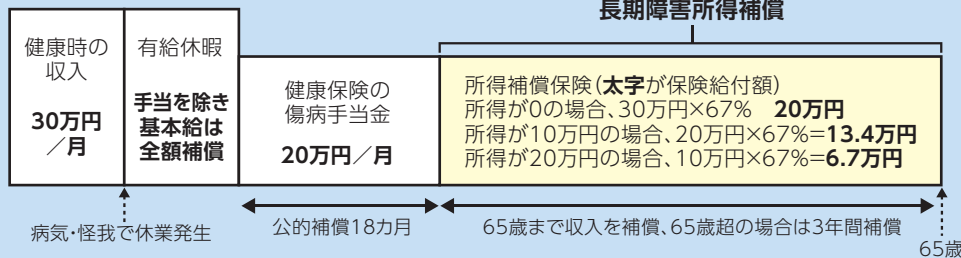 長期障害所得補償
健康時の
収入
30万円
／月
有給休暇
手当を除き
基本給は
全額補償
健康保険の
傷病手当金
20万円／月
所得補償保険（太字が保険給付額）
所得が0の場合、30万円×67%　20万円
所得が10万円の場合、20万円×67%=13.4万円
所得が20万円の場合、10万円×67%=6.7万円
病気・怪我で休業発生
公的補償18カ月
65歳まで収入を補償、65歳超の場合は3年間補償
65歳